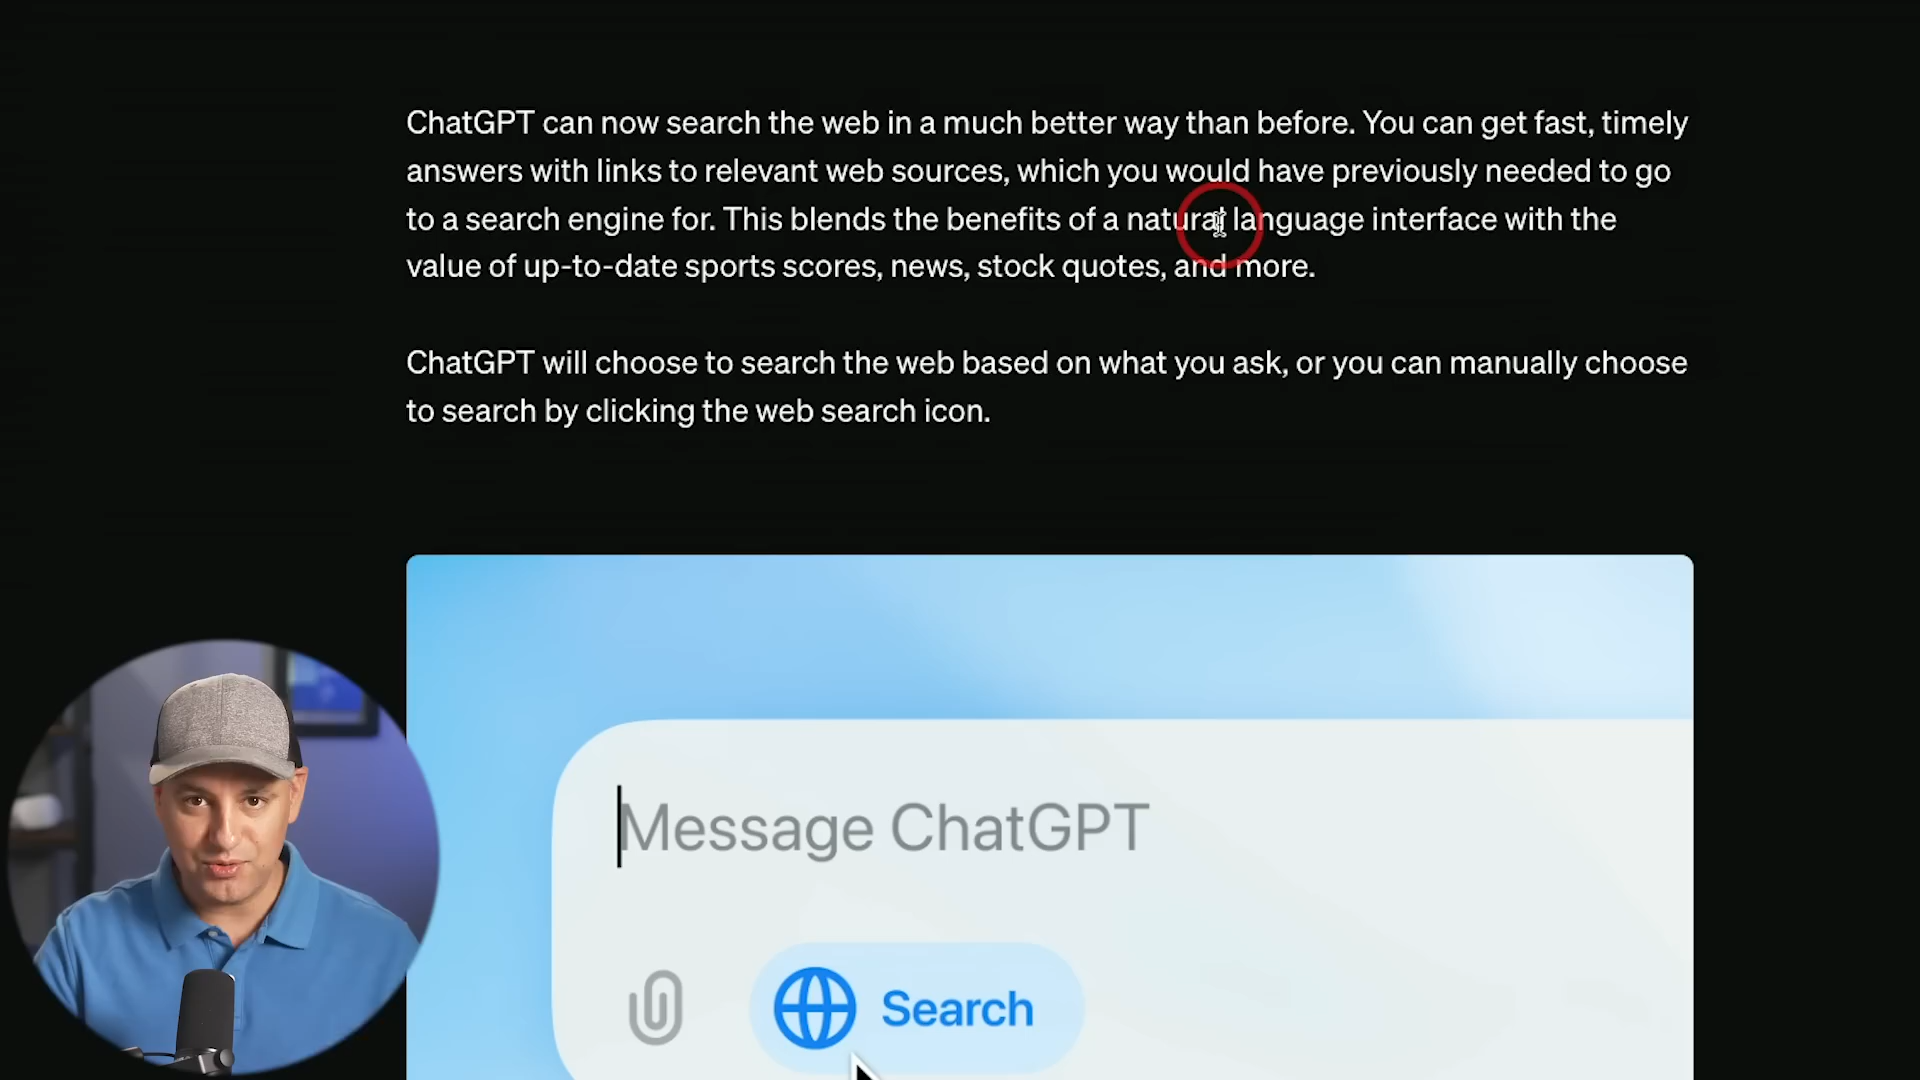 ChatGPT can now search the web in a much better way than before. You can get fast, timely
answers with links to relevant web sources, which you would have previously needed to go
to a search engine for. This blends the benefits of a natural language interface with the
value of up-to-date sports scores, news, stock quotes, and more.
ChatGPT will choose to search the web based on what you ask, or you can manually choose
to search by clicking the web search icon.
Message ChatGPT
Search